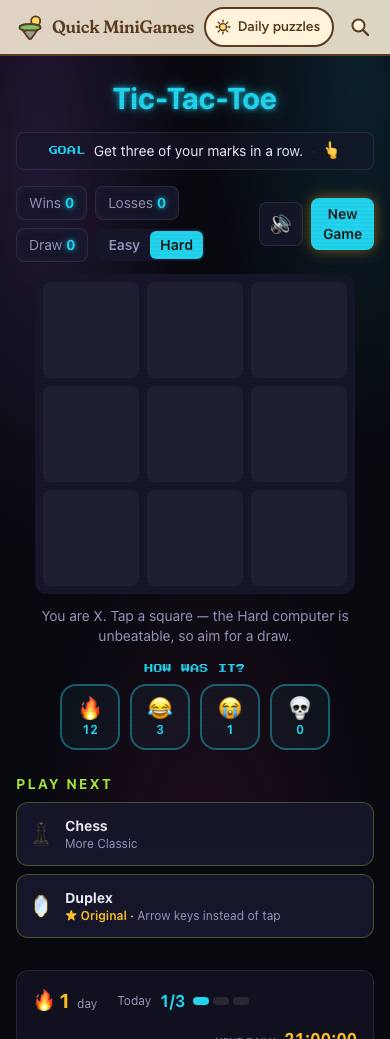 Quick MiniGames
Daily puzzles
Tic-Tac-Toe
GOAL Get three of your marks in a row.
Wins 0
Losses 0
Draw 0
Easy
Hard
New
Game
You are X. Tap a square — the Hard computer is
unbeatable, so aim for a draw.
HOW WAS IT?
12
3
1
0
PLAY NEXT
Chess
More Classic
Duplex
Original · Arrow keys instead of tap
1 day
Today 1/3
21:00:00